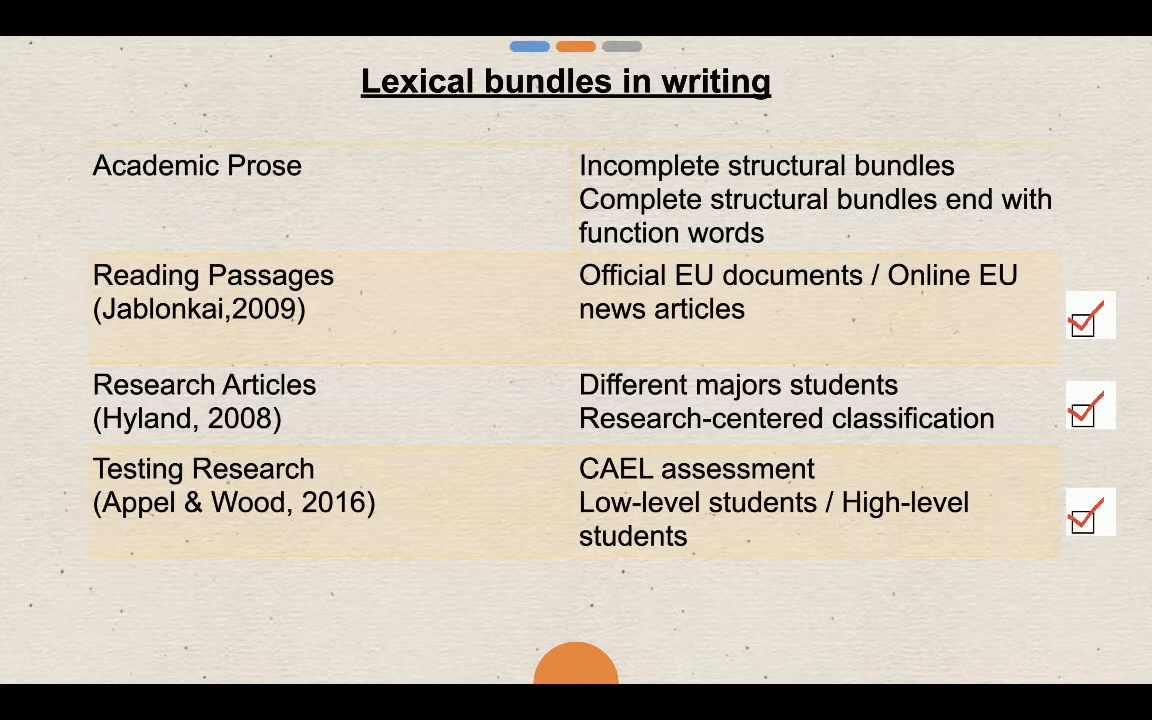 Lexical bundles in writing
Academic Prose
Incomplete structural bundles
Complete structural bundles end with
function words
Reading Passages
(Jablonkai,2009)
Official EU documents / Online EU
news articles
Research Articles
(Hyland, 2008)
Different majors students
Research-centered classification
Testing Research
(Appel & Wood, 2016)
CAEL assessment
Low-level students / High-level
students